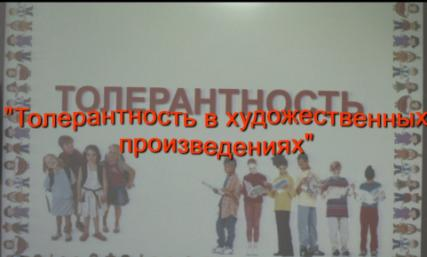 ТОЛЕРАНТНОСТЬ
"Толерантность в художественных
произведениях"